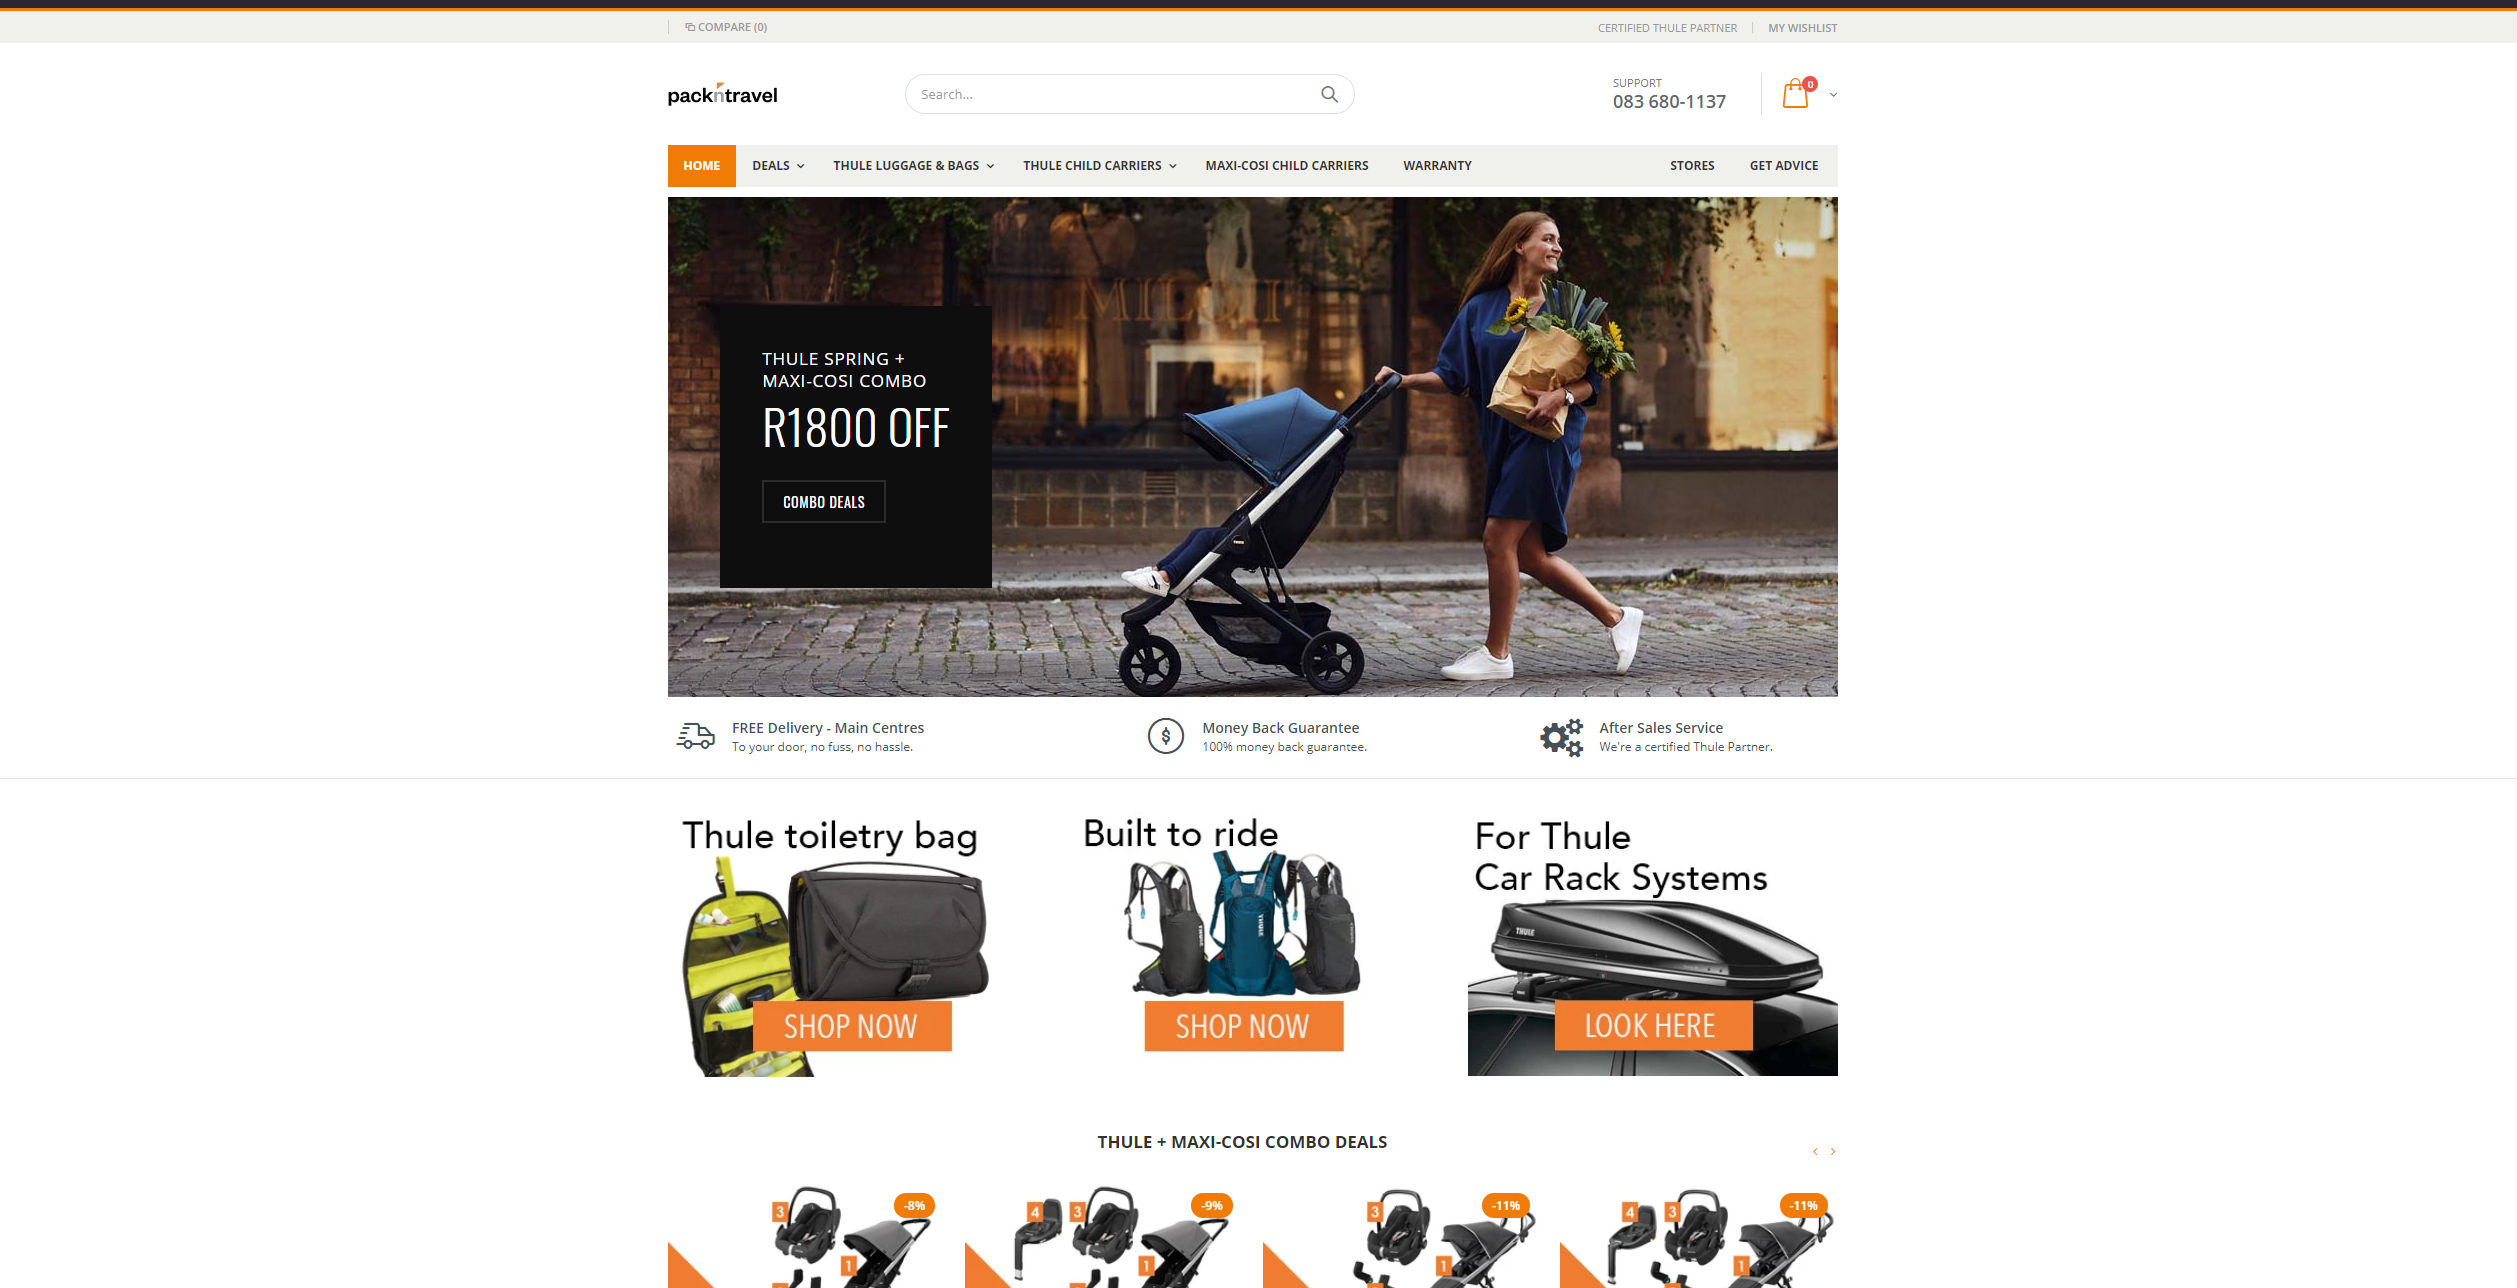 COMPARE (0)
CERTIFIED THULE PARTNER
MY WISHLIST
packntravel
Search...
SUPPORT
083 680-1137
0
HOME
DEALS
THULE LUGGAGE & BAGS
THULE CHILD CARRIERS
MAXI-COSI CHILD CARRIERS
WARRANTY
STORES
GET ADVICE
THULE SPRING +
MAXI-COSI COMBO
R1800 OFF
COMBO DEALS
FREE Delivery - Main Centres
To your door, no fuss, no hassle.
Money Back Guarantee
100% money back guarantee.
After Sales Service
We're a certified Thule Partner.
Thule toiletry bag
SHOP NOW
Built to ride
THULE
SHOP NOW
For Thule
Car Rack Systems
THULE
LOOK HERE
THULE + MAXI-COSI COMBO DEALS
3
-8%
1
4
3
-9%
1
3
-11%
1
4
3
-11%
1